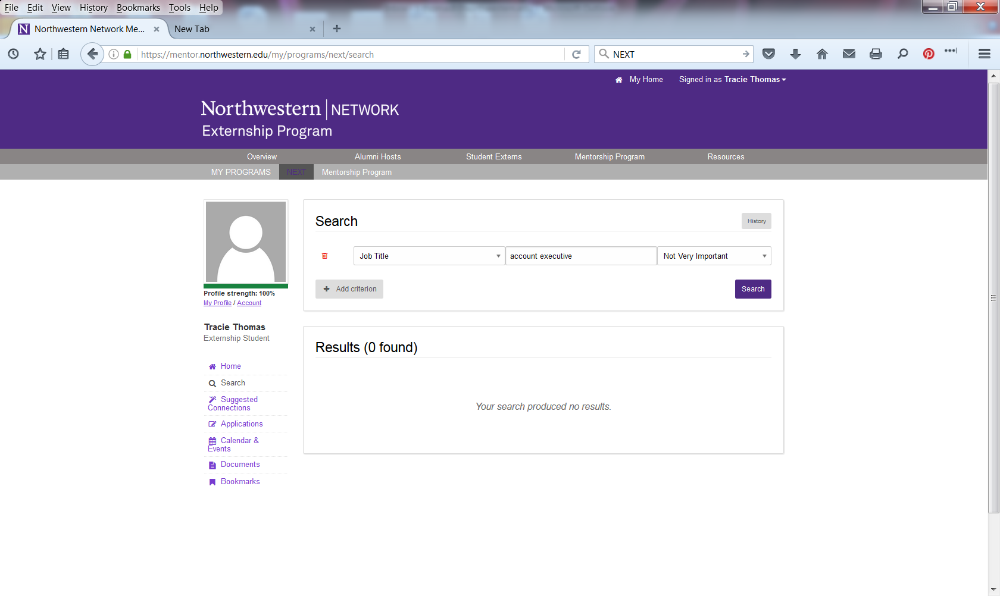 File Edit View History Bookmarks Tools Help
N Northwestern Network Me... × New Tab × +
https://mentor.northwestern.edu/my/programs/next/search NEXT
My Home Signed in as Tracie Thomas
Northwestern | NETWORK
Externship Program
Overview Alumni Hosts Student Externs Mentorship Program Resources
MY PROGRAMS NEXT Mentorship Program
Search History
Job Title account executive Not Very Important
+ Add criterion Search
Profile strength: 100%
My Profile / Account
Tracie Thomas
Externship Student
Home
Search
Suggested
Connections
Applications
Calendar &
Events
Documents
Bookmarks
Results (0 found)
Your search produced no results.